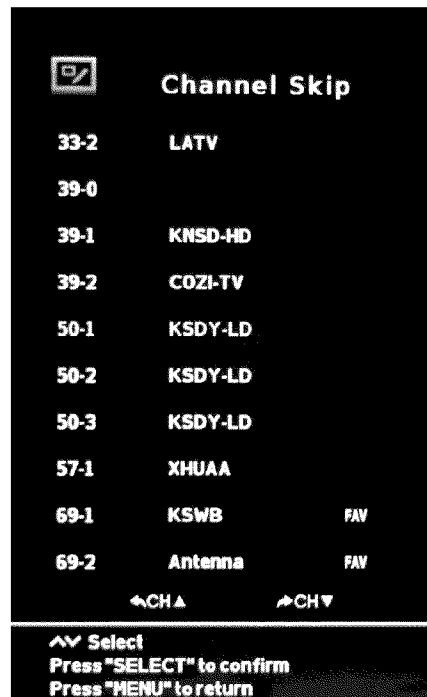 Channel Skip
33-2 LATV
39-0
39-1 KNSD-HD
39-2 COZI-TV
50-1 KSDY-LD
50-2 KSDY-LD
50-3 KSDY-LD
57-1 XHUAA
69-1 KSWB FAV
69-2 Antenna FAV
CH▲ CH▼
Select
Press "SELECT" to confirm
Press "MENU" to return